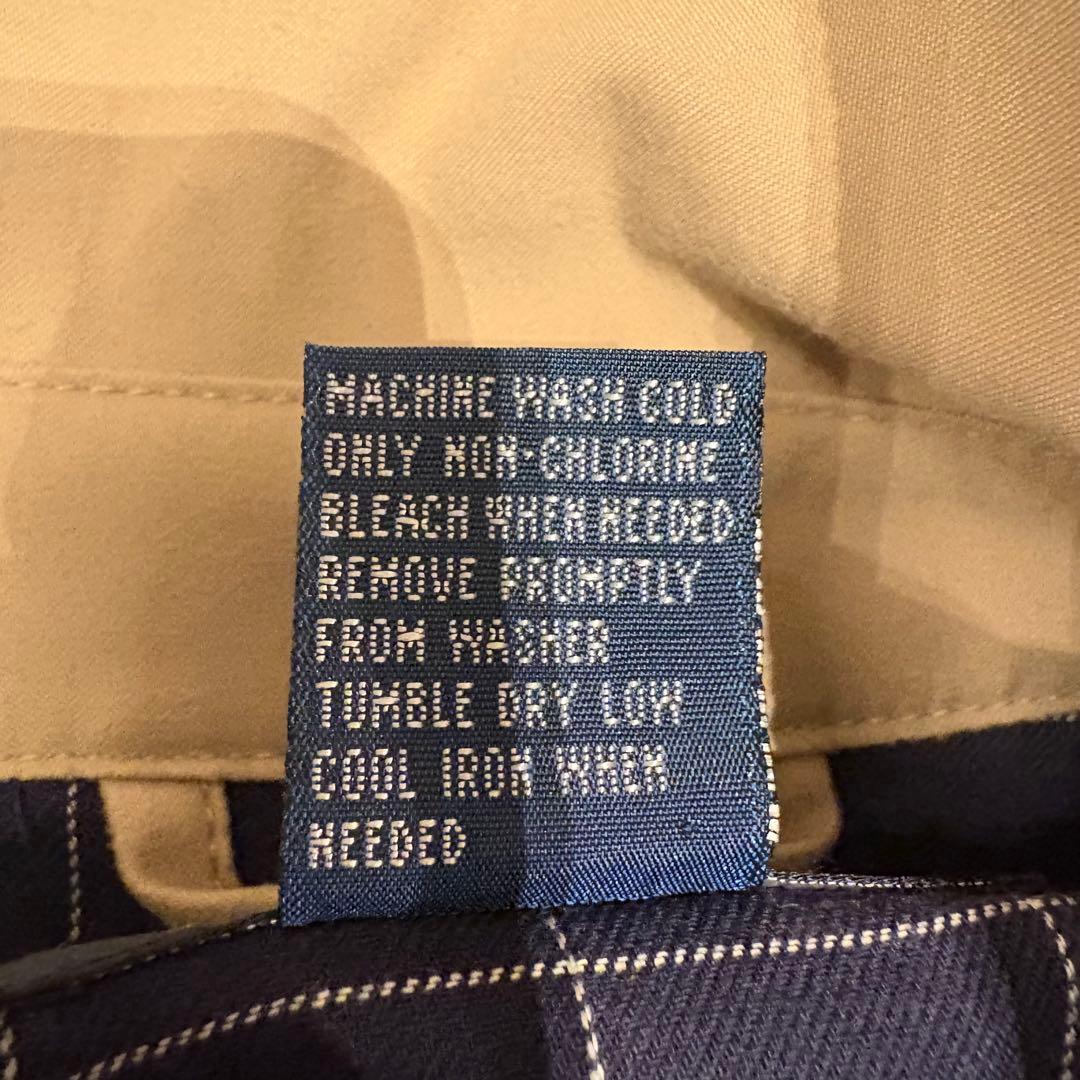 MACHINE WASH COLD
ONLY NON-CHLORINE
BLEACH WHEN NEEDED
REMOVE PROMPTLY
FROM WASHER
TUMBLE DRY LOW
COOL IRON WHEN
NEEDED